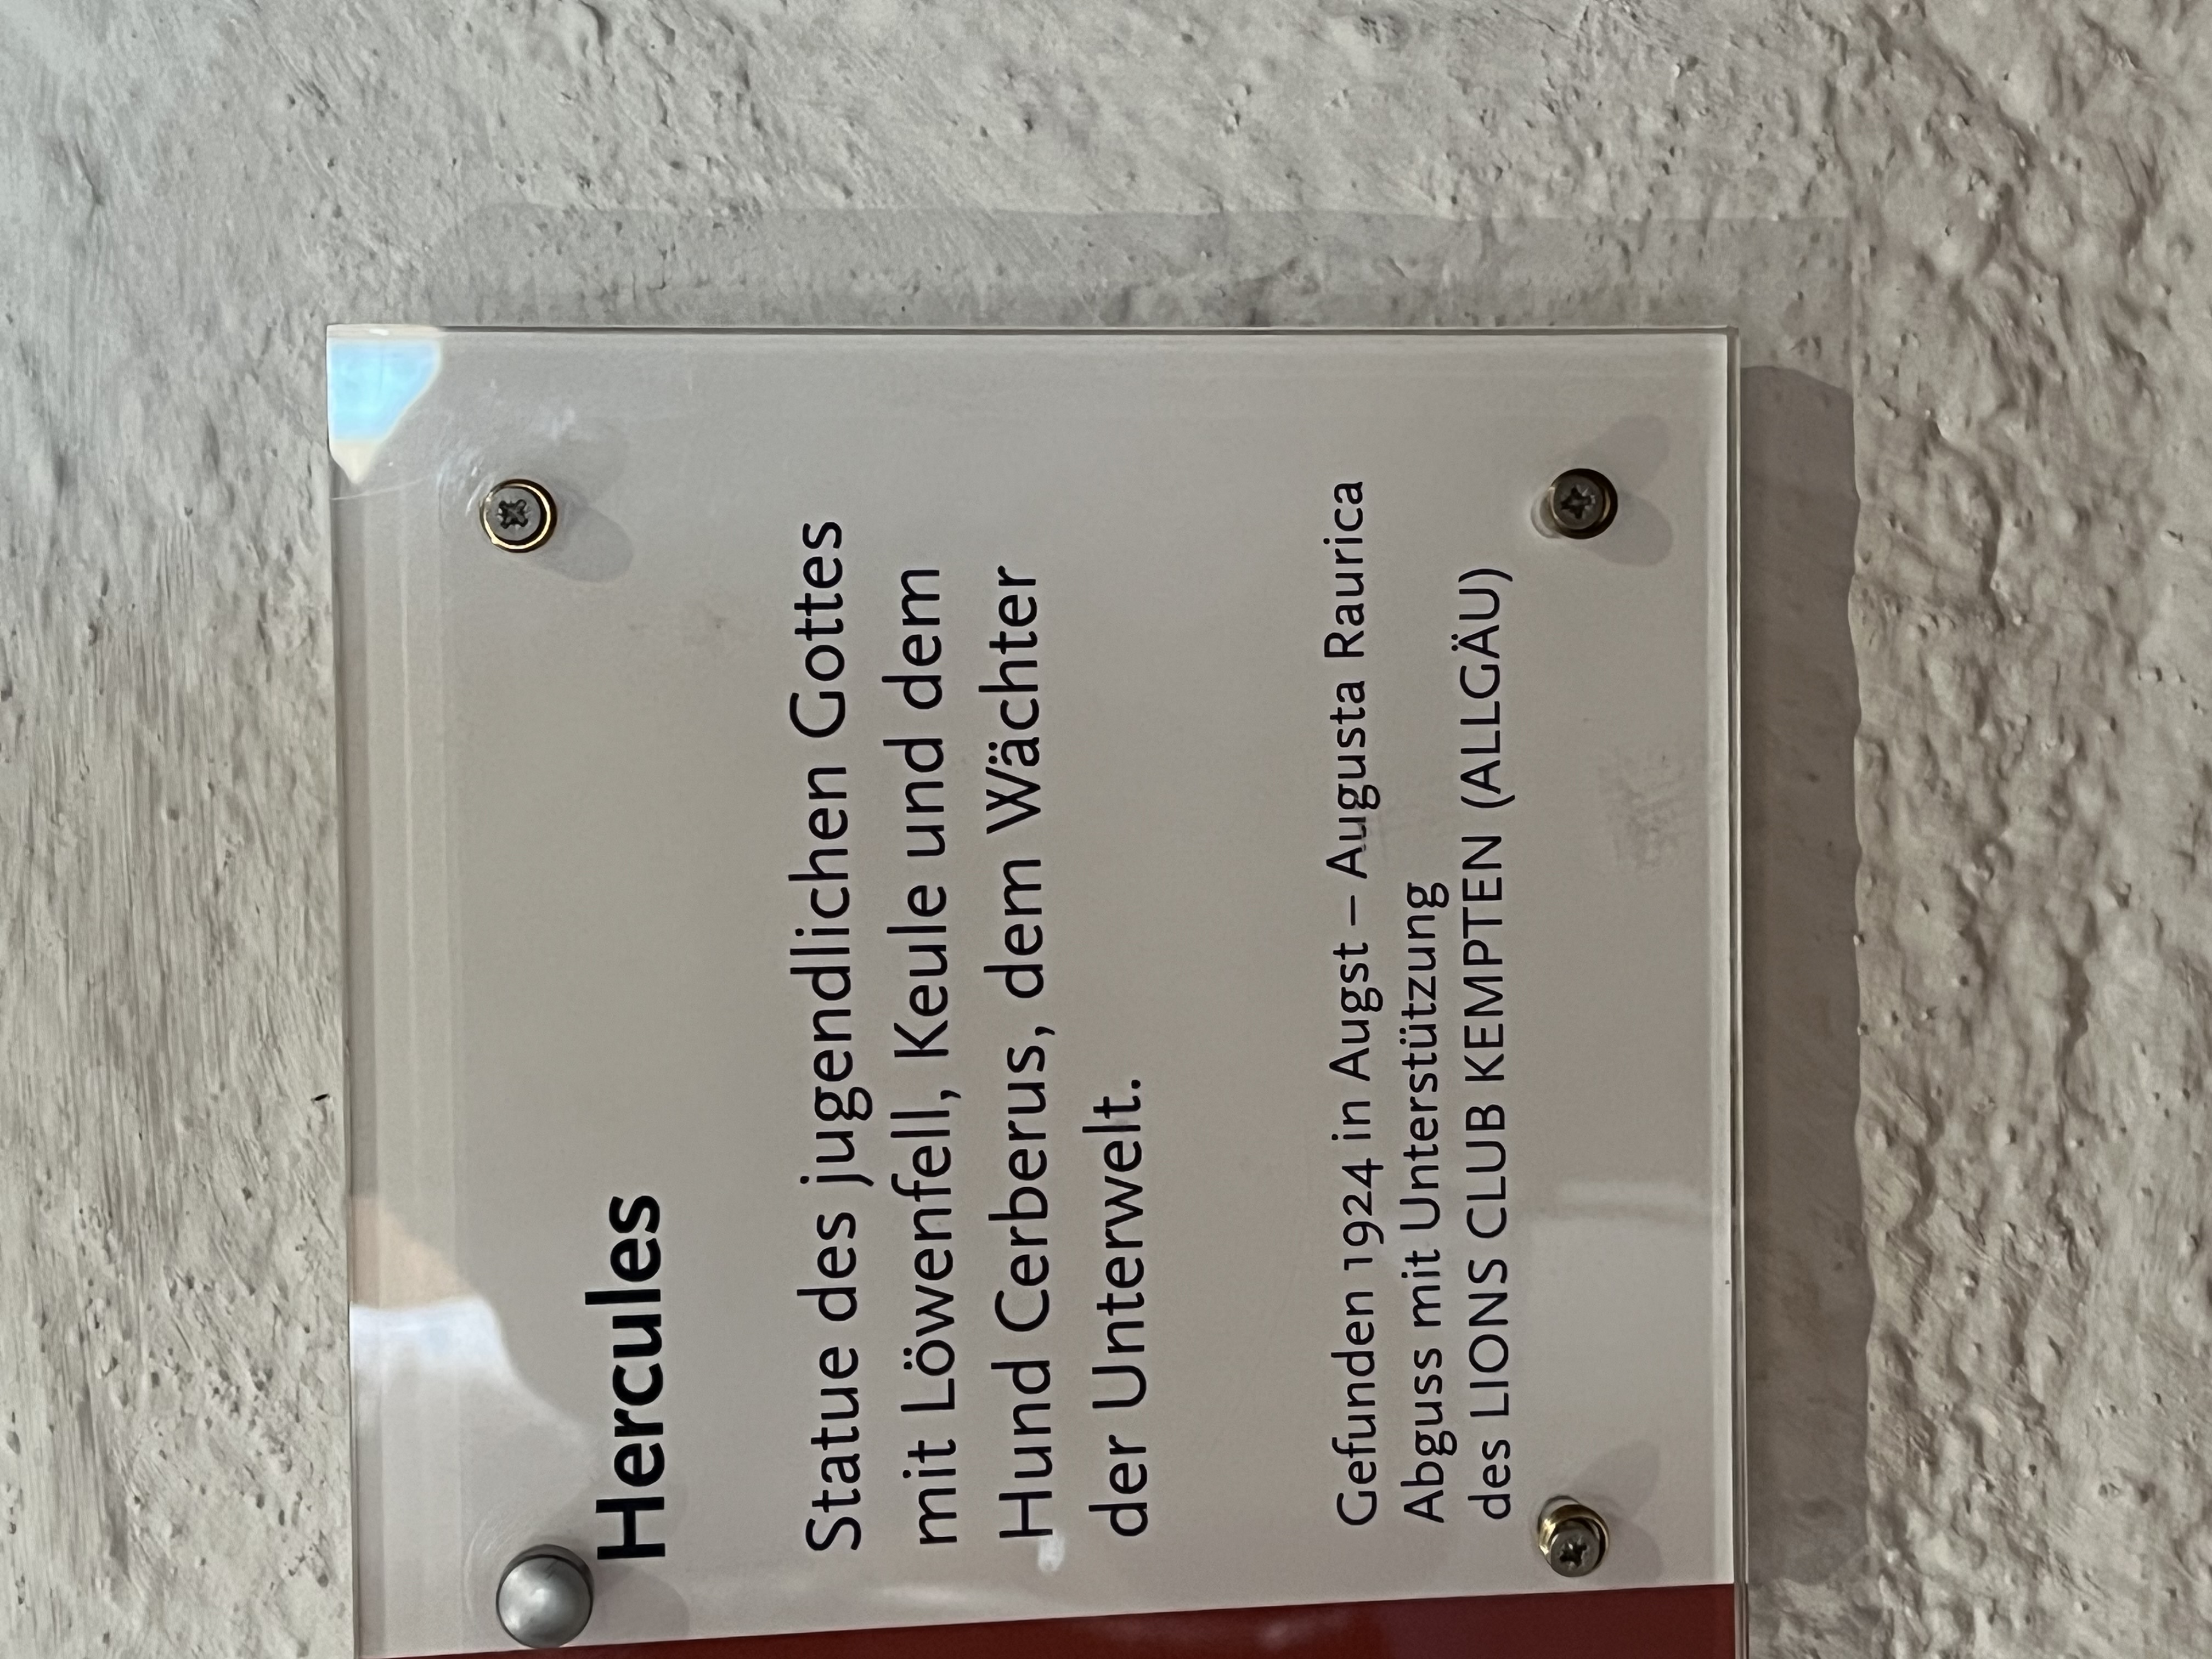 Hercules
Statue des jugendlichen Gottes
mit Löwenfell, Keule und dem
Hund Cerberus, dem Wächter
der Unterwelt.
Gefunden 1924 in Augst – Augusta Raurica
Abguss mit Unterstützung
des LIONS CLUB KEMPTEN (ALLGÄU)